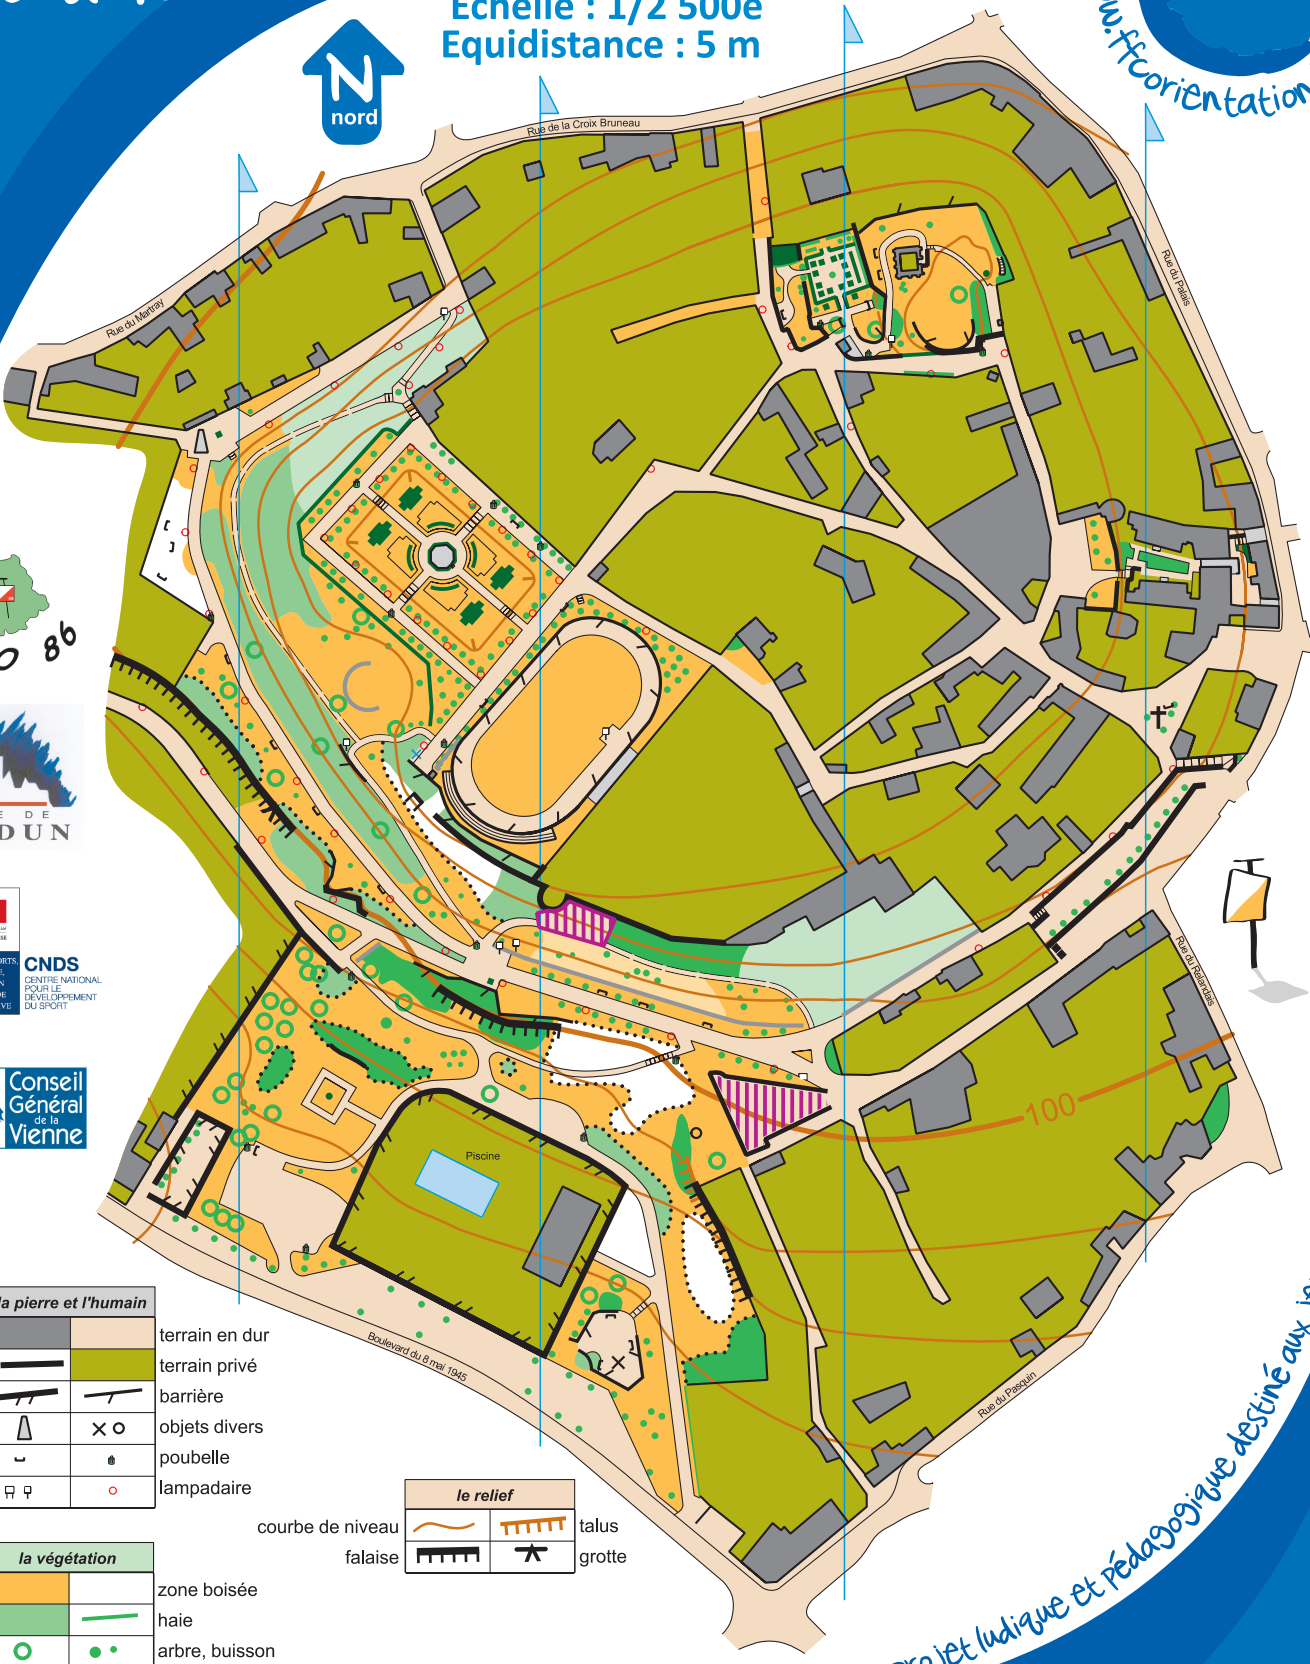 Echelle : 1/2 500e
Equidistance : 5 m
N
nord
www.ffcorientation
Rue de la Croix Bruneau
Rue du Martray
Rue du Palais
86
DUN
CNDS
CENTRE NATIONAL
POUR LE
DÉVELOPPEMENT
DU SPORT
Conseil
Général
de la
Vienne
Rue du Relandais
100
Piscine
Boulevard du 8 mai 1945
Rue du Pasquin
la pierre et l'humain
terrain en dur
terrain privé
barrière
objets divers
poubelle
lampadaire
le relief
courbe de niveau
talus
falaise
grotte
la végétation
zone boisée
haie
arbre, buisson
projet ludique et pédagogique destiné aux